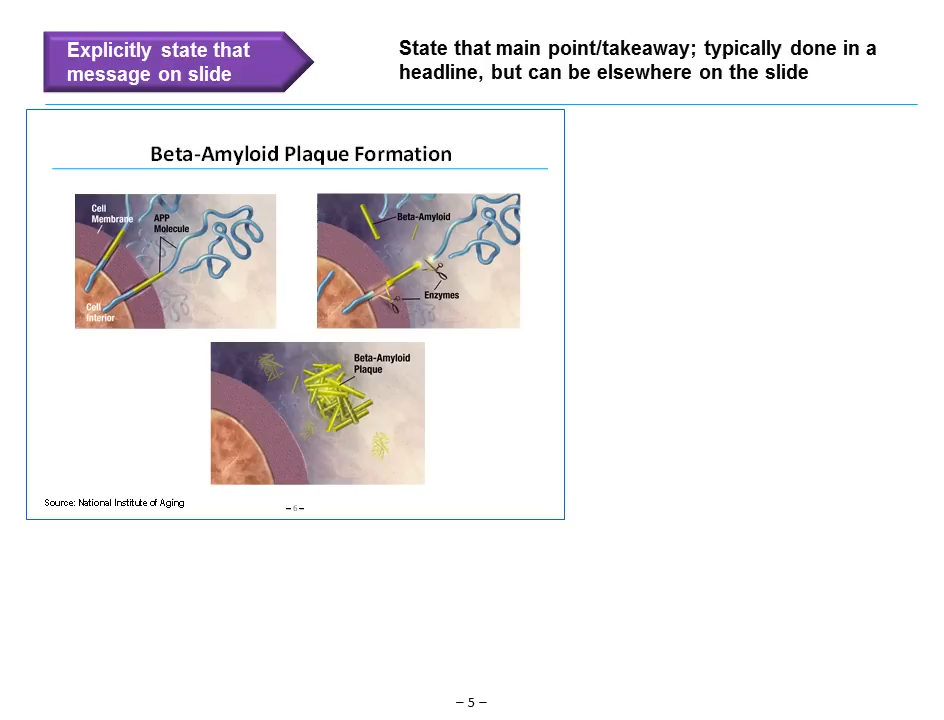 Explicitly state that
message on slide
State that main point/takeaway; typically done in a
headline, but can be elsewhere on the slide
Beta-Amyloid Plaque Formation
Cell
Membrane
APP
Molecule
Cell
Interior
Beta-Amyloid
Enzymes
Beta-Amyloid
Plaque
Source: National Institute of Aging
– 6 –
– 5 –